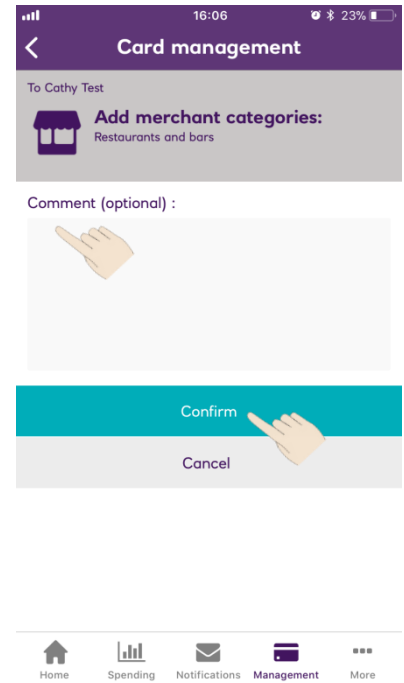 16:06
23%
Card management
To Cathy Test
Add merchant categories:
Restaurants and bars
Comment (optional) :
Confirm
Cancel
Home Spending Notifications Management More